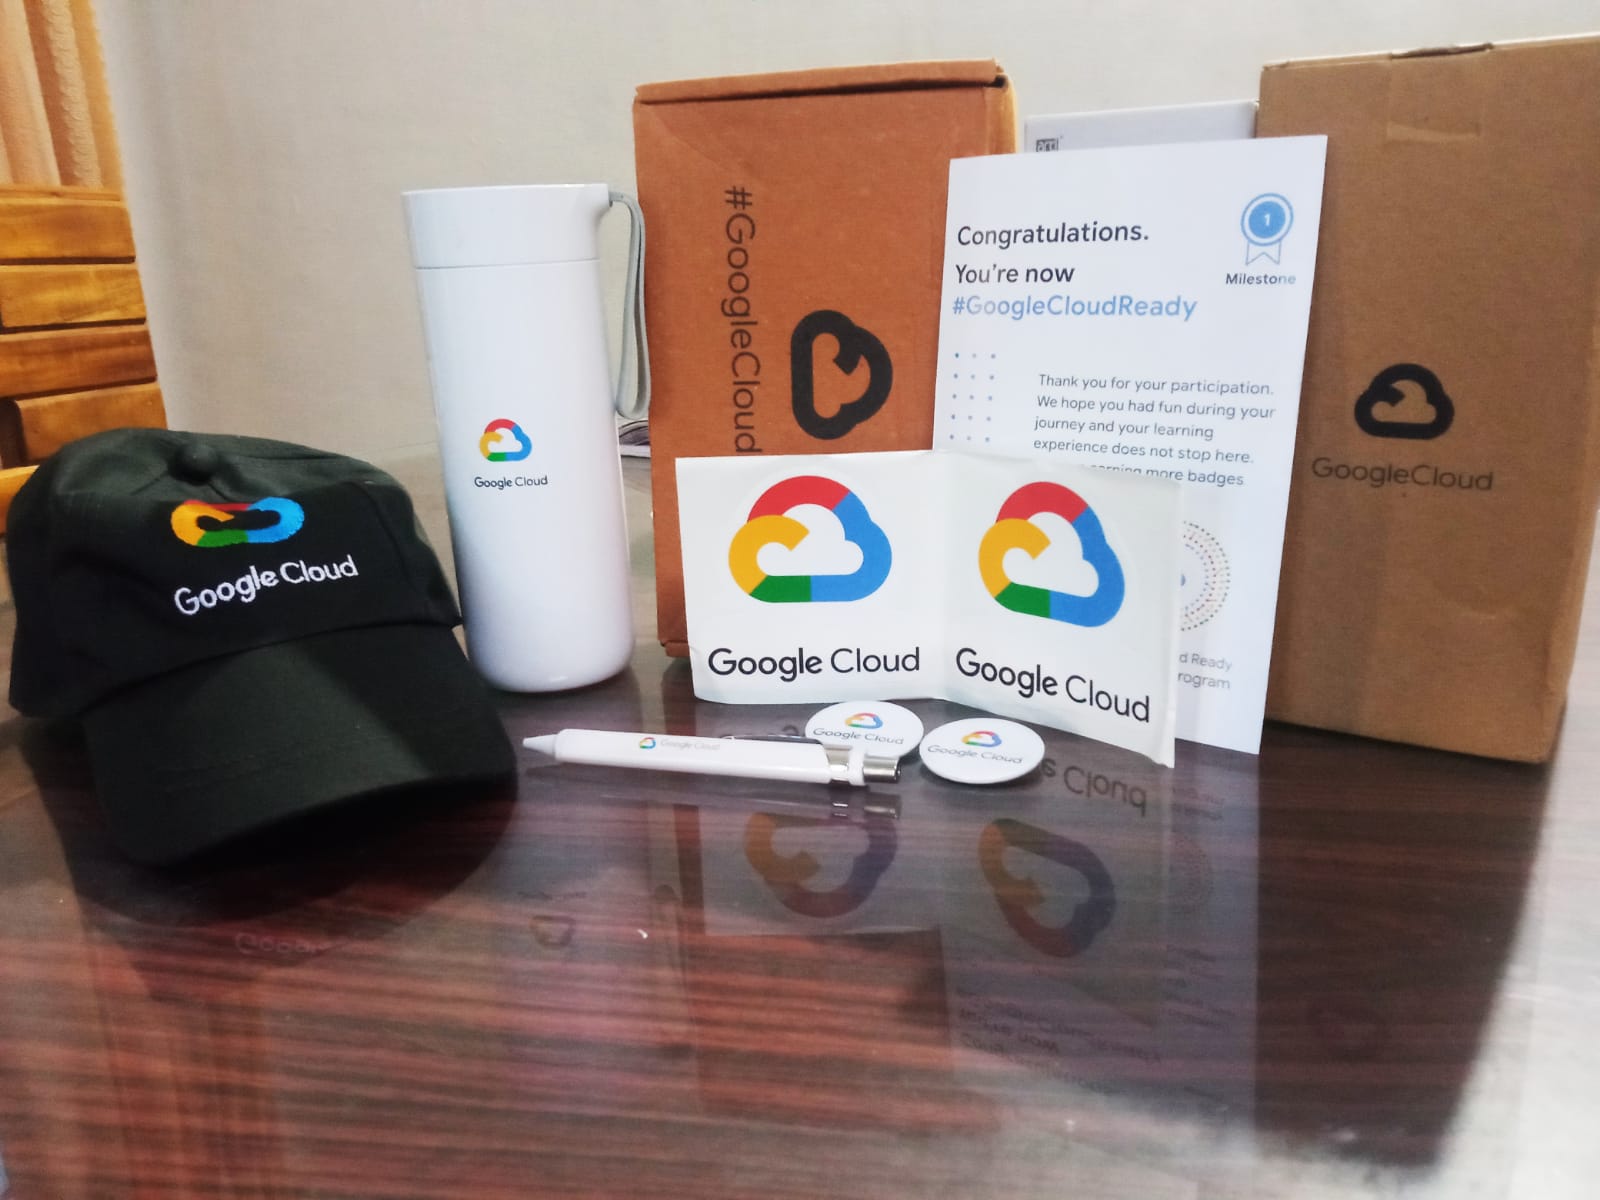 Google Cloud
Google Cloud
#GoogleCloud
Congratulations.
You're now
#GoogleCloudReady
1
Milestone
Thank you for your participation.
We hope you had fun during your
journey and your learning
experience does not stop here.
more badges
d Ready
rogram
GoogleCloud
Google Cloud
Google Cloud
Google Cloud
Google Cloud
Google Cloud